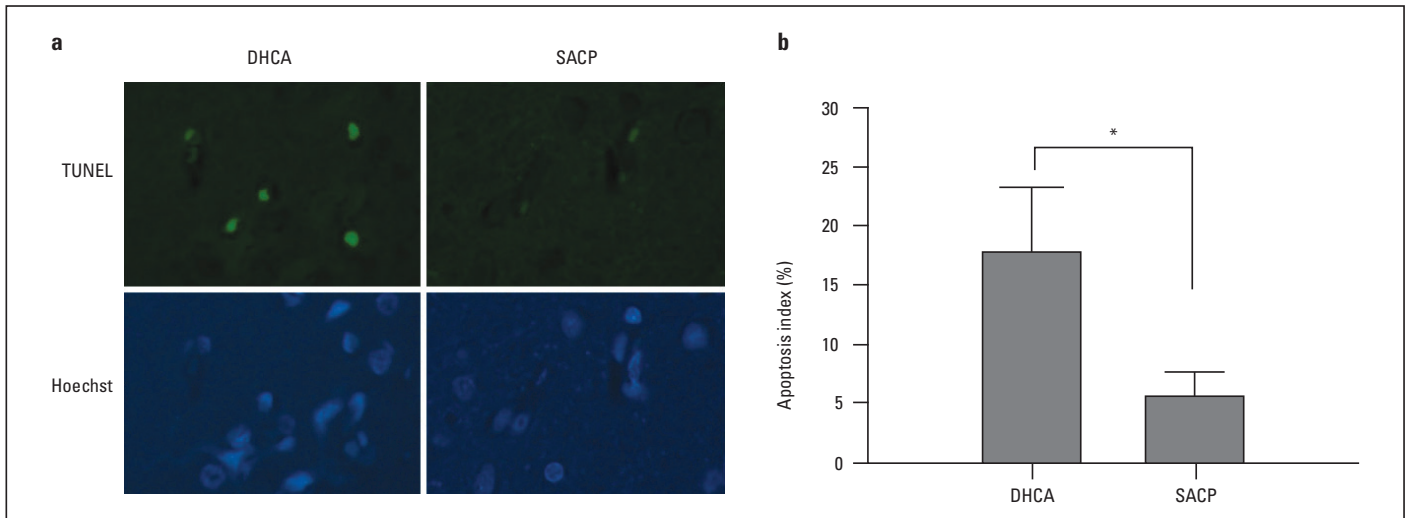 a
DHCA
SACP
TUNEL
Hoechst
b
30
25
20
15
10
5
0
Apoptosis index (%)
*
DHCA
SACP